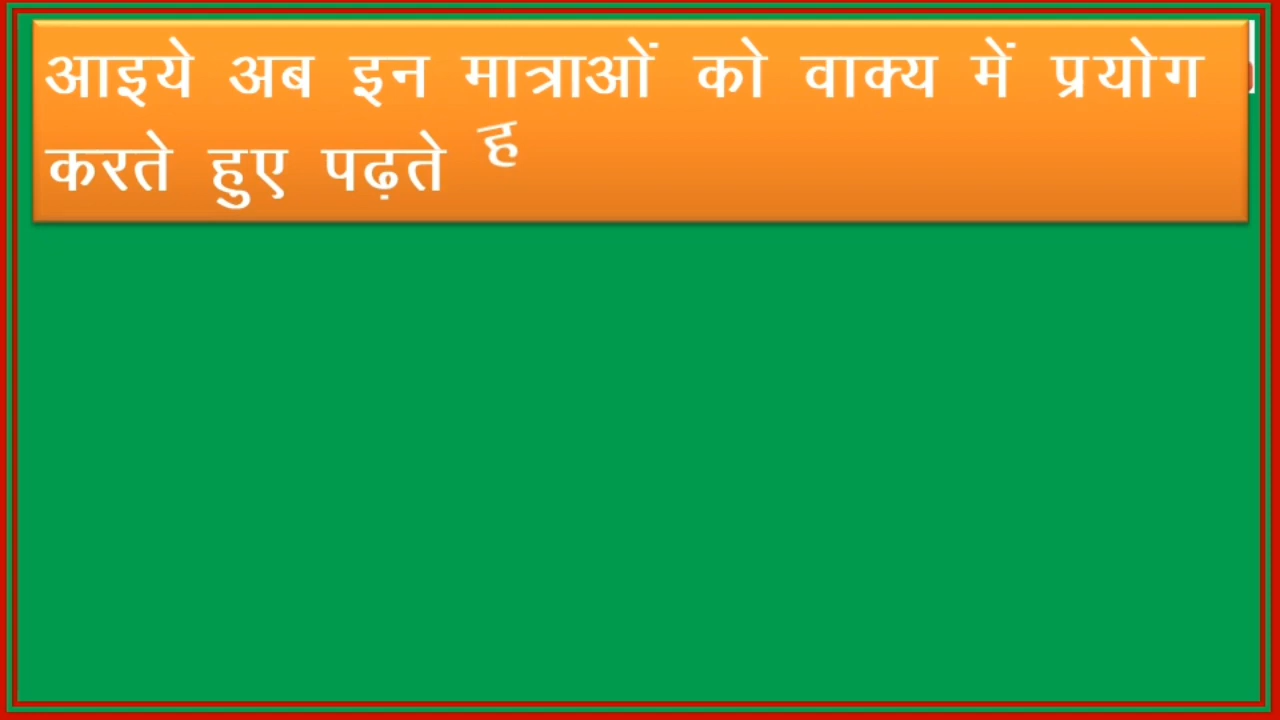 आइये अब इन मात्राओं को वाक्य में प्रयोग
करते हुए पढ़ते ह